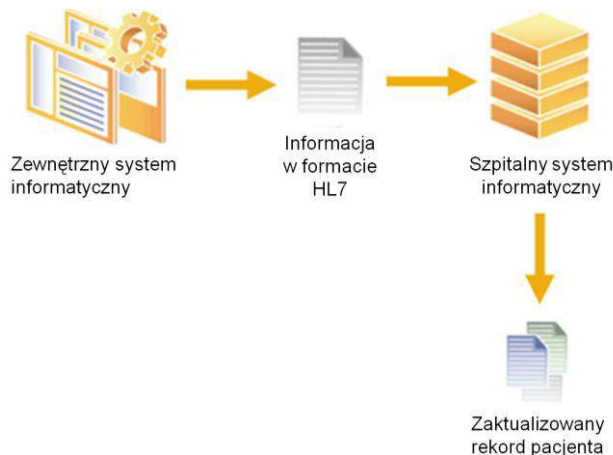 Zewnętrzny system
informatyczny
Informacja
w formacie
HL7
Szpitalny system
informatyczny
Zaktualizowany
rekord pacjenta